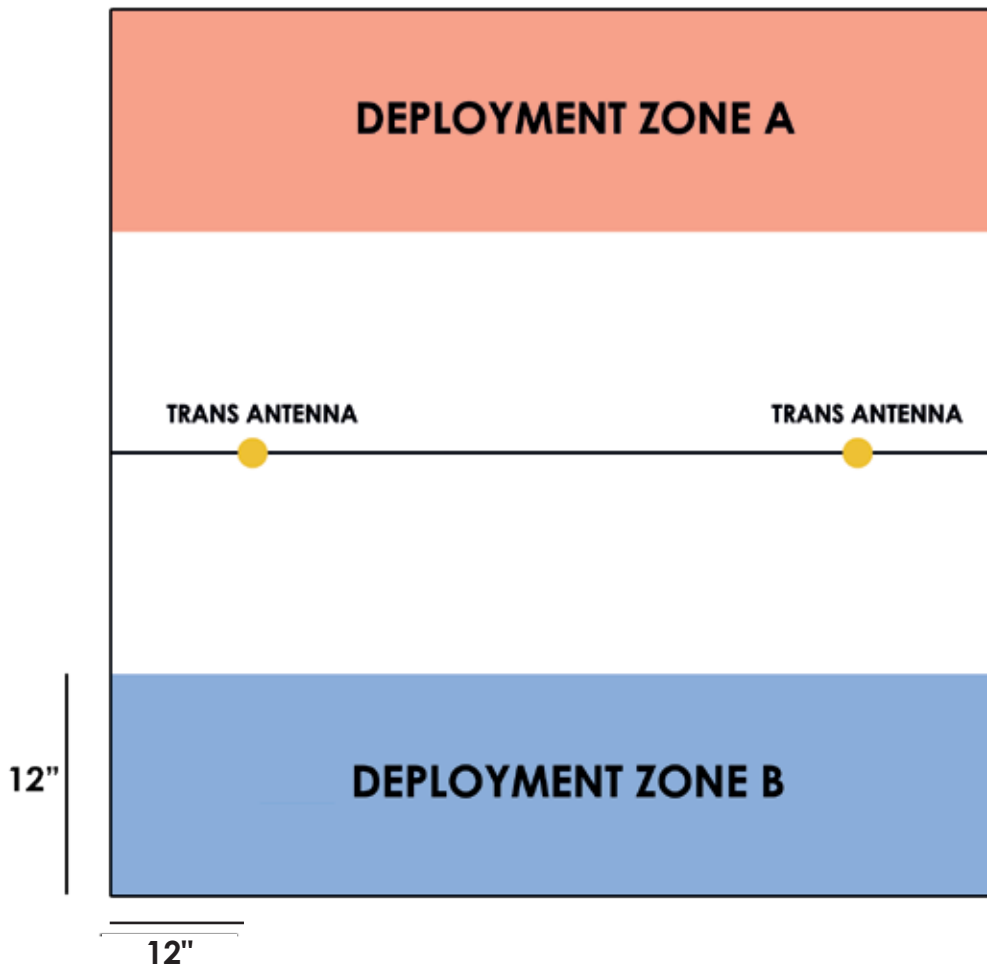 DEPLOYMENT ZONE A
TRANS ANTENNA
TRANS ANTENNA
12”
DEPLOYMENT ZONE B
12"